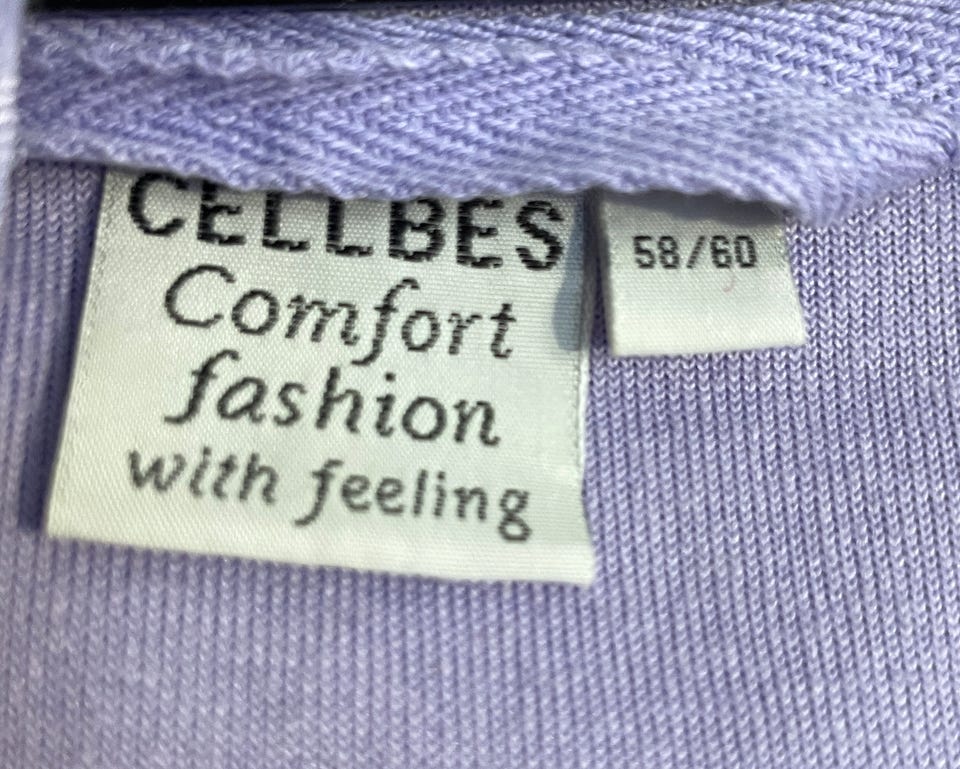 CELLBES
Comfort
fashion
with feeling
58/60